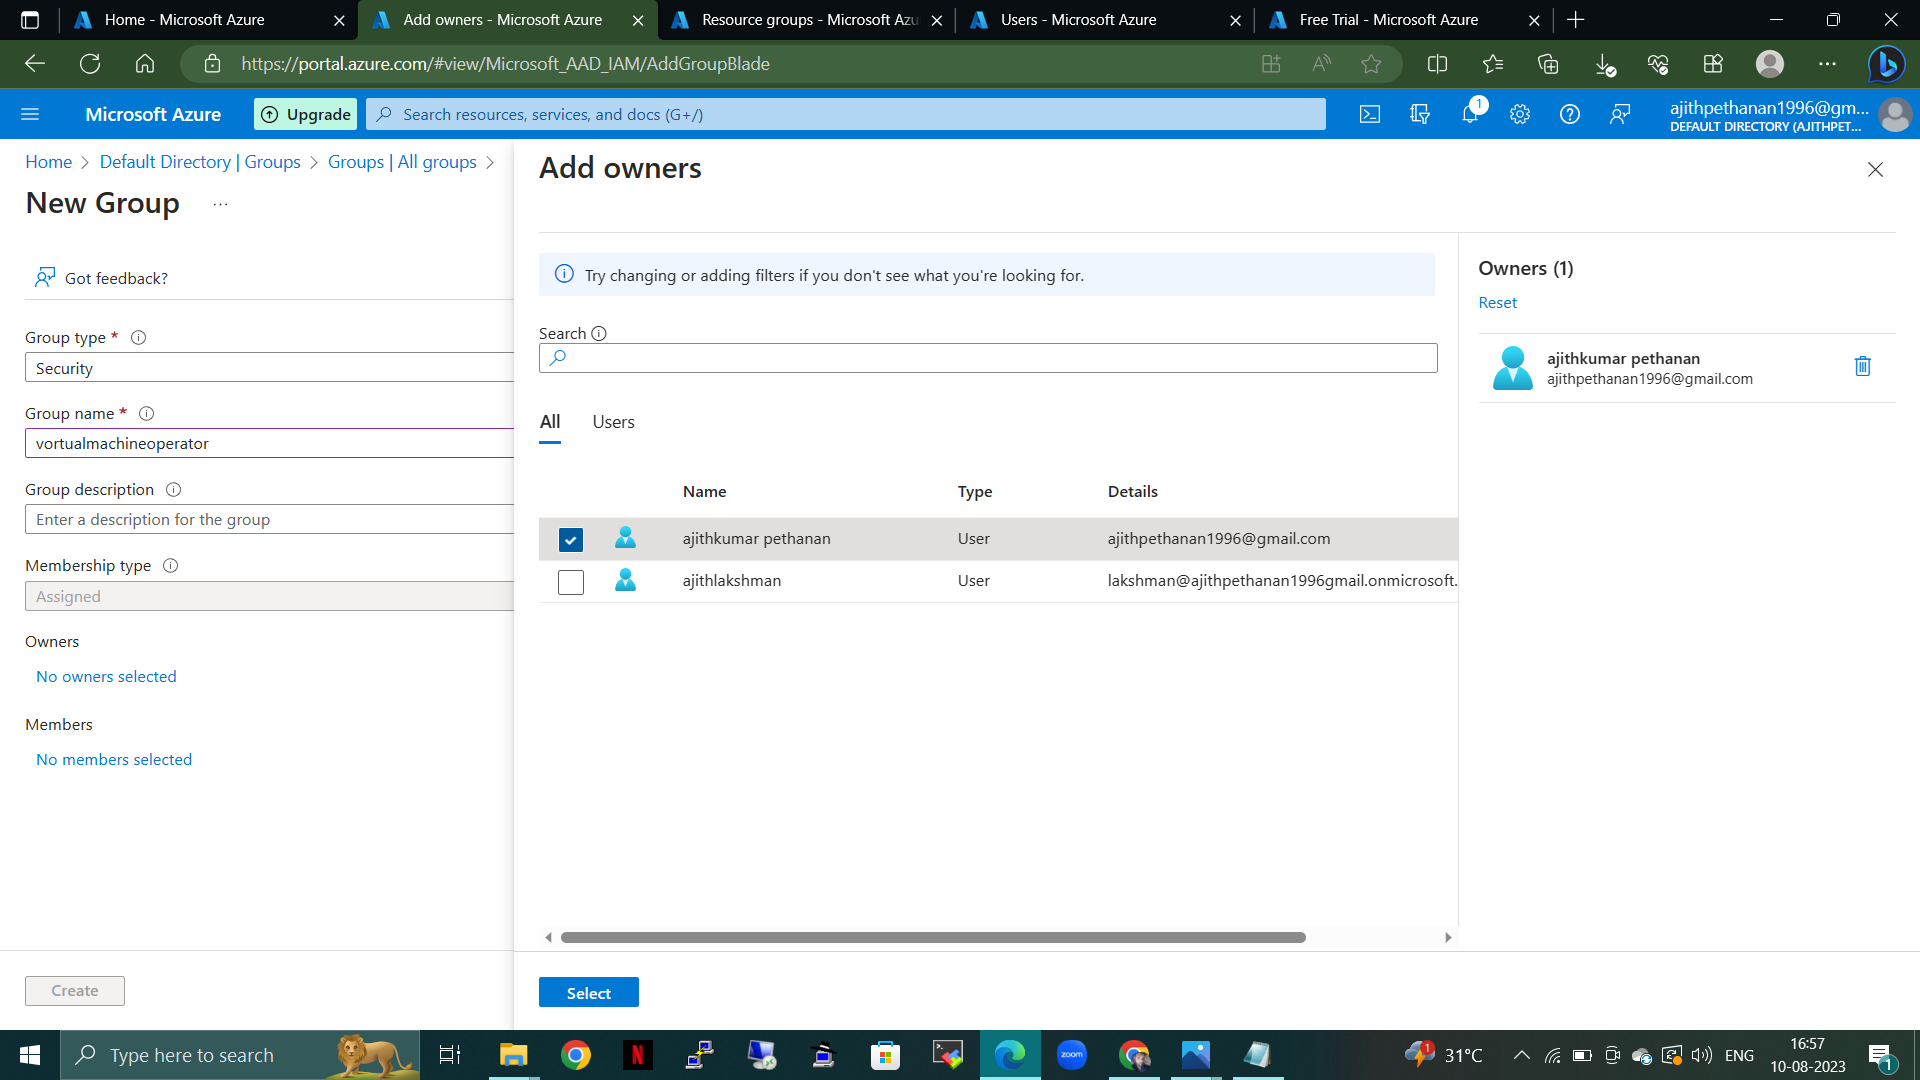 Home - Microsoft Azure
Add owners - Microsoft Azure
Resource groups - Microsoft Azu
Users - Microsoft Azure
Free Trial - Microsoft Azure
https://portal.azure.com/#view/Microsoft_AAD_IAM/AddGroupBlade
Microsoft Azure
Upgrade
Search resources, services, and docs (G+/)
1
ajithpethanan1996@gm...
DEFAULT DIRECTORY (AJITHPET...
Home > Default Directory | Groups > Groups | All groups >
New Group ...
Got feedback?
Group type *
Security
Group name *
vortualmachineoperator
Group description
Enter a description for the group
Membership type
Assigned
Owners
No owners selected
Members
No members selected
Create
Add owners
Try changing or adding filters if you don't see what you're looking for.
Search
All Users
Name Type Details
ajithkumar pethanan User ajithpethanan1996@gmail.com
ajithlakshman User lakshman@ajithpethanan1996gmail.onmicrosoft.
Select
Owners (1)
Reset
ajithkumar pethanan
ajithpethanan1996@gmail.com
Type here to search
N
zoom
1
31°C
ENG
16:57
10-08-2023
1